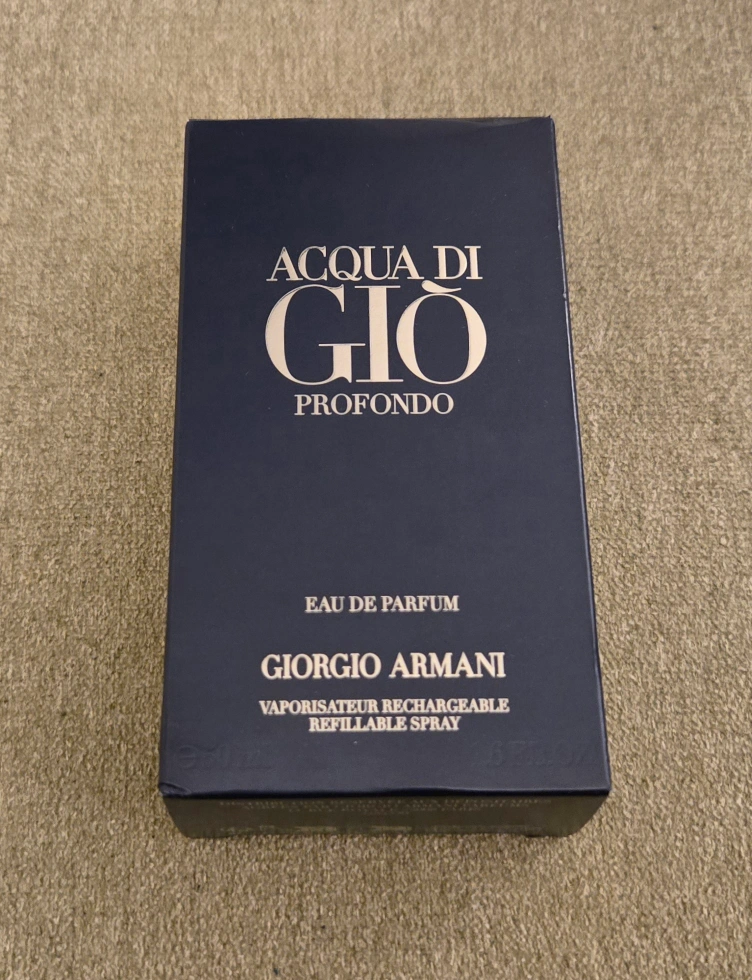 ACQUA DI
GIÒ
PROFONDO
EAU DE PARFUM
GIORGIO ARMANI
VAPORISATEUR RECHARGEABLE
REFILLABLE SPRAY